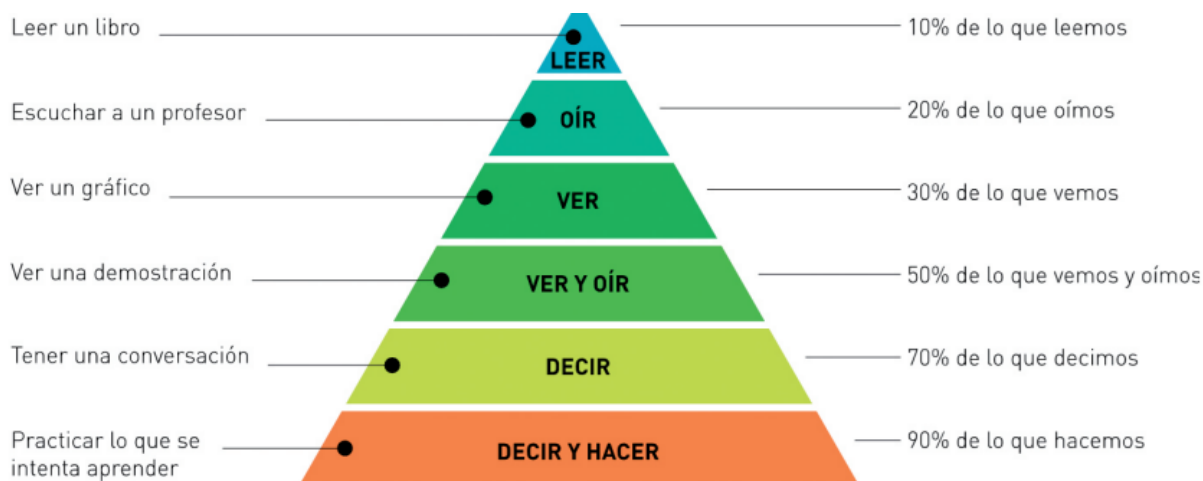 Leer un libro
LEER
10% de lo que leemos
Escuchar a un profesor
OÍR
20% de lo que oímos
Ver un gráfico
VER
30% de lo que vemos
Ver una demostración
VER Y OÍR
50% de lo que vemos y oímos
Tener una conversación
DECIR
70% de lo que decimos
Practicar lo que se
intenta aprender
DECIR Y HACER
90% de lo que hacemos